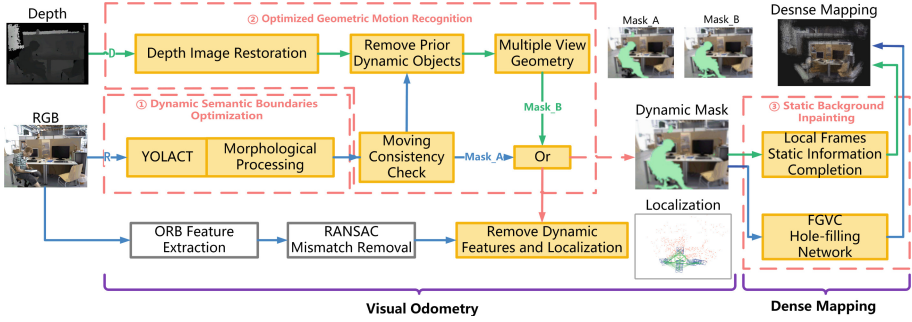 Depth
② Optimized Geometric Motion Recognition
Mask_A
Mask_B
Desnse Mapping
D
Depth Image Restoration
Remove Prior
Dynamic Objects
Multiple View
Geometry
① Dynamic Semantic Boundaries
Optimization
Mask_B
Dynamic Mask
③ Static Background
Inpainting
RGB
R
YOLACT
Morphological
Processing
Moving
Consistency
Check
Mask_A
Or
Local Frames
Static Information
Completion
Localization
ORB Feature
Extraction
RANSAC
Mismatch Removal
Remove Dynamic
Features and Localization
FGVC
Hole-filling
Network
Visual Odometry
Dense Mapping